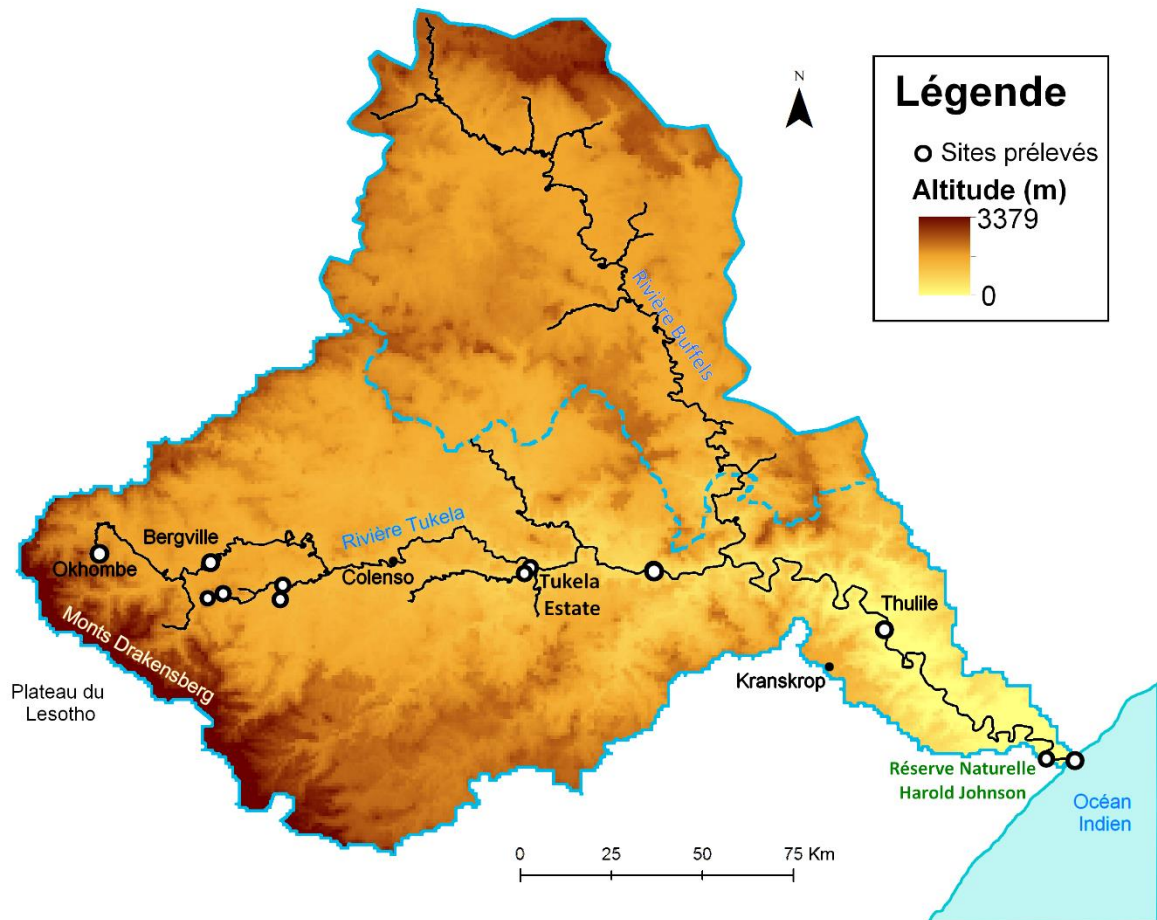 N
Légende
Sites prélevés
Altitude (m)
3379
0
Rivière Buffels
Rivière Tukela
Bergville
Okhombe
Colenso
Tukela
Estate
Thulile
Monts Drakensberg
Kranskrop
Plateau du
Lesotho
Réserve Naturelle
Harold Johnson
Océan
Indien
0 25 50 75 Km